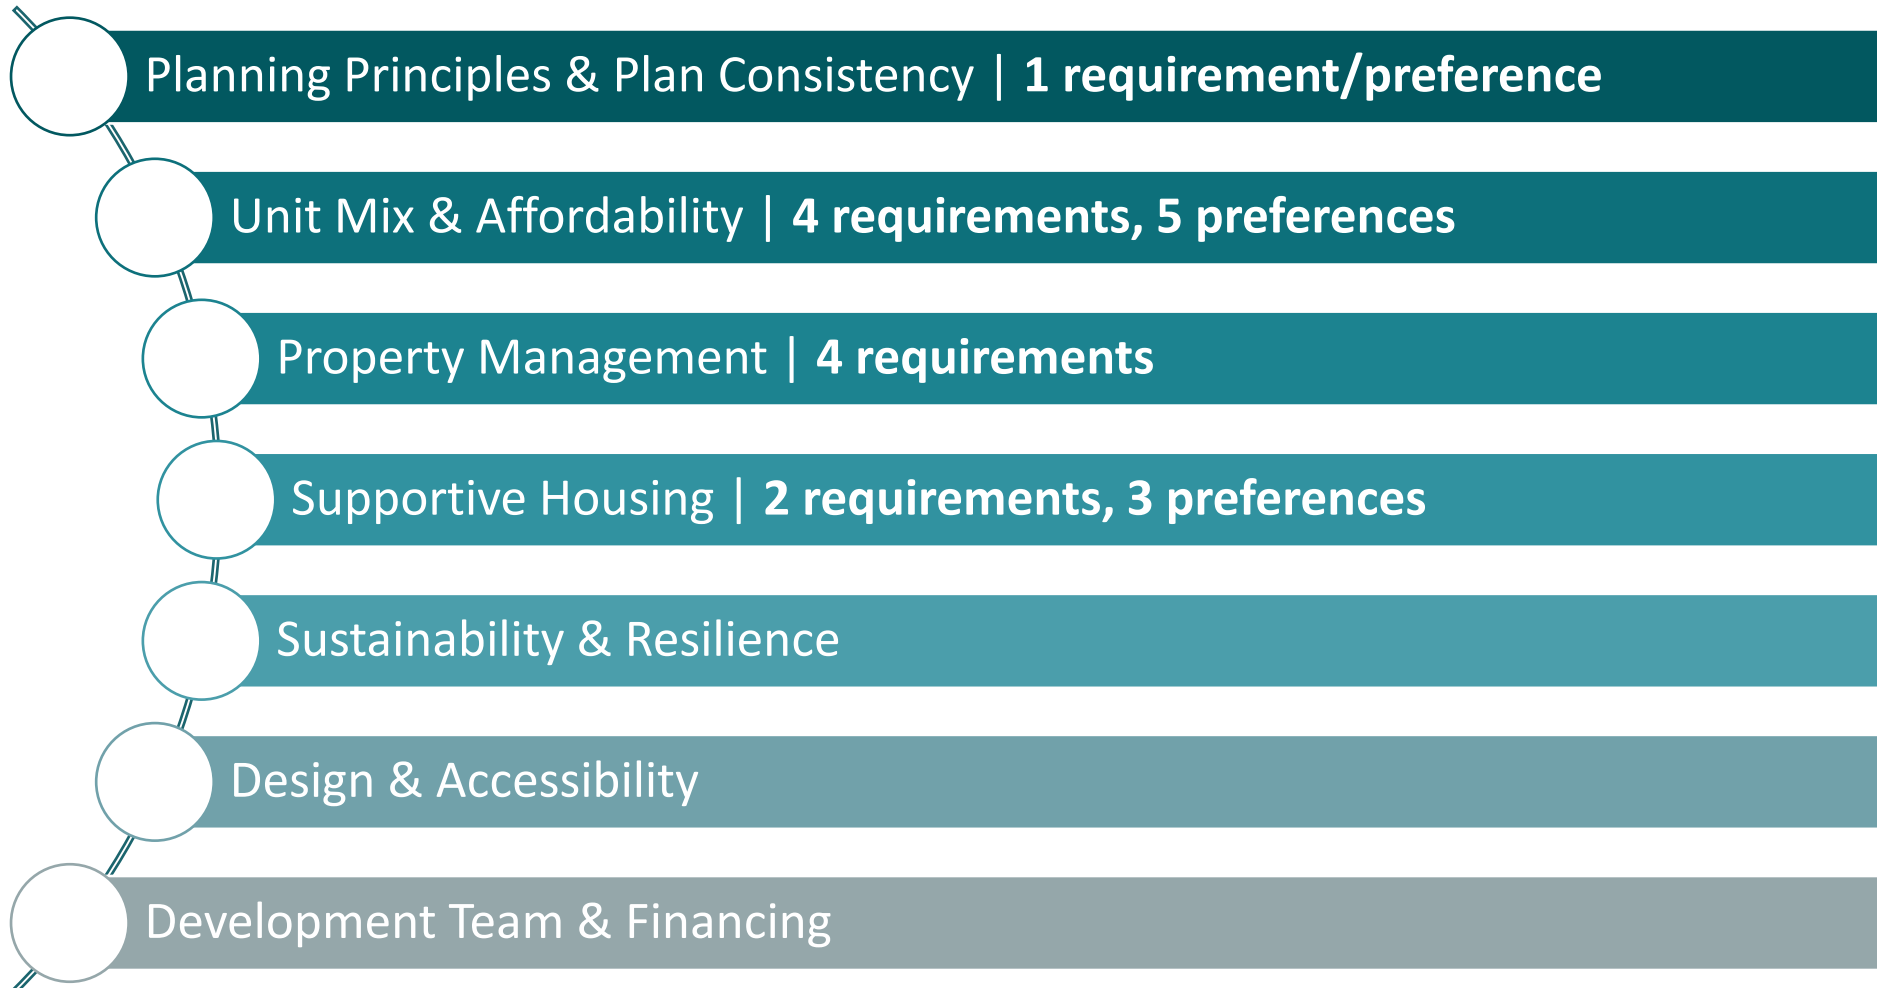 Planning Principles & Plan Consistency | 1 requirement/preference
Unit Mix & Affordability | 4 requirements, 5 preferences
Property Management | 4 requirements
Supportive Housing | 2 requirements, 3 preferences
Sustainability & Resilience
Design & Accessibility
Development Team & Financing